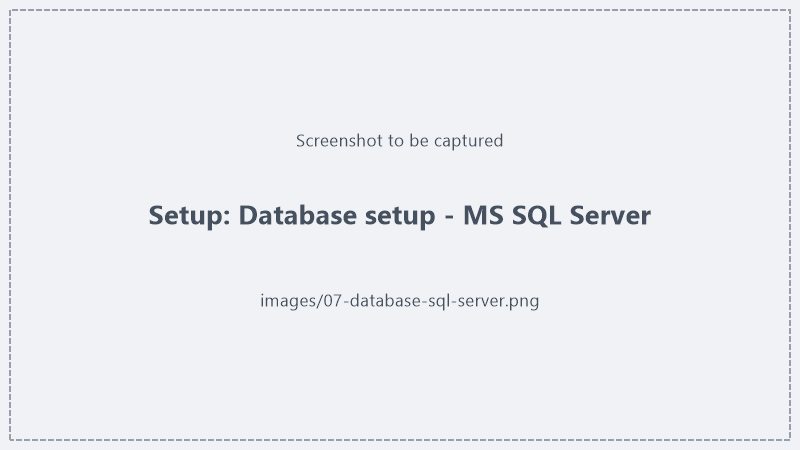 Screenshot to be captured
Setup: Database setup - MS SQL Server
images/07-database-sql-server.png